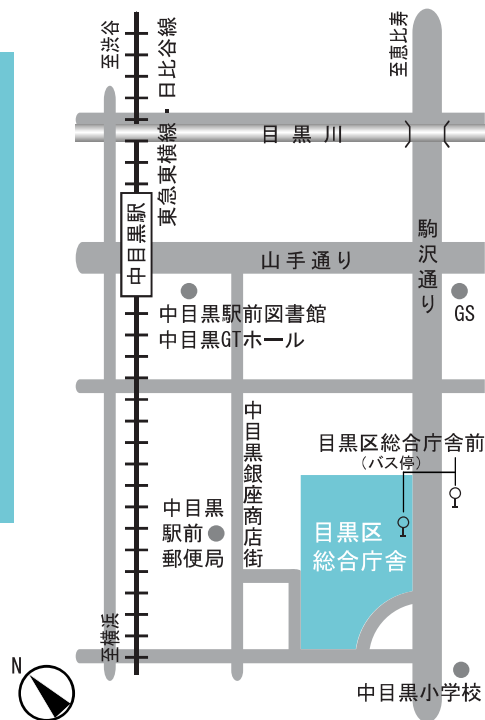 至渋谷
東急東横線・日比谷線
至恵比寿
目黒川
中目黒駅
山手通り
駒沢通り
中目黒駅前図書館
中目黒GTホール
GS
中目黒銀座商店街
目黒区総合庁舎前
(バス停)
中目黒
駅前
郵便局
目黒区
総合庁舎
至横浜
N
中目黒小学校